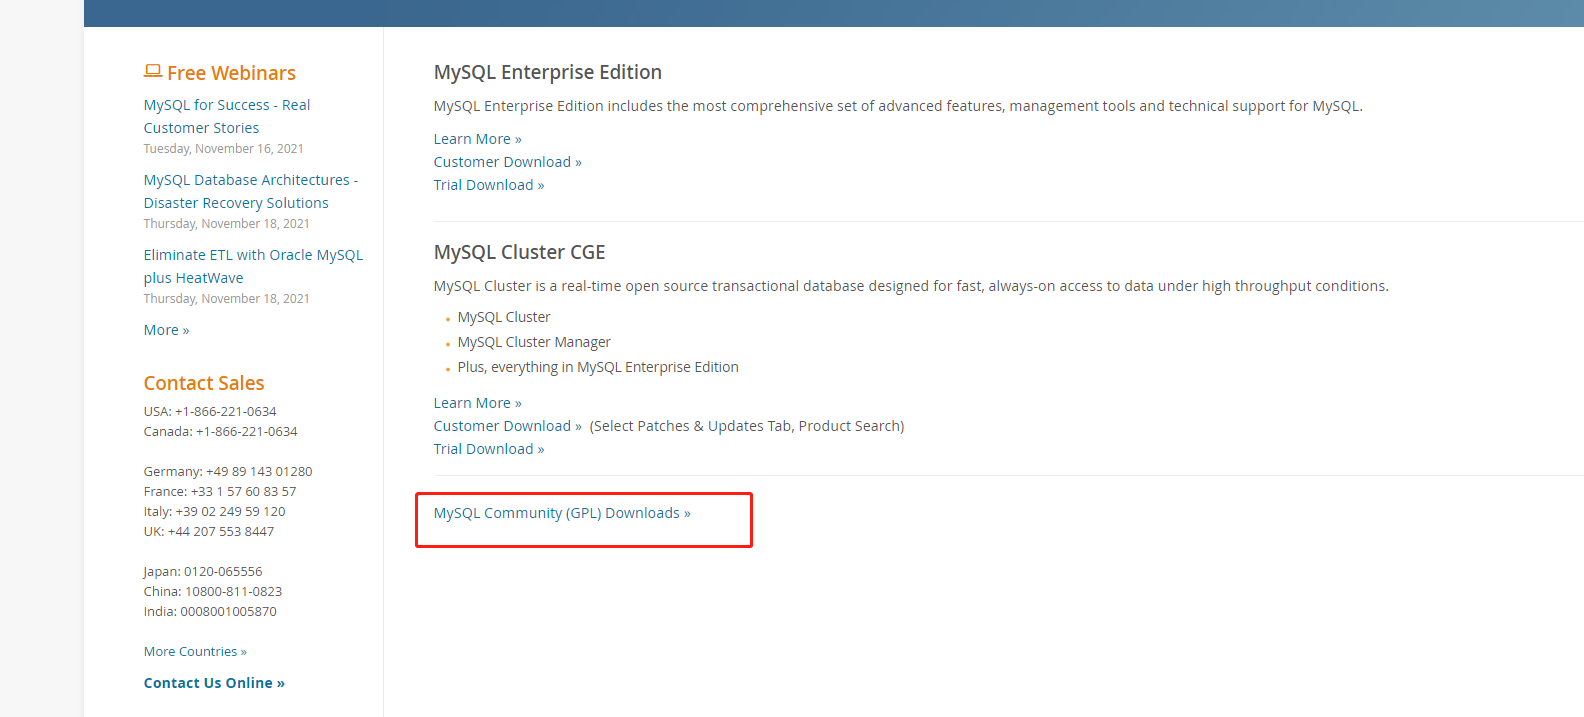 Free Webinars
MySQL for Success - Real
Customer Stories
Tuesday, November 16, 2021
MySQL Database Architectures -
Disaster Recovery Solutions
Thursday, November 18, 2021
Eliminate ETL with Oracle MySQL
plus HeatWave
Thursday, November 18, 2021
More »
Contact Sales
USA: +1-866-221-0634
Canada: +1-866-221-0634
Germany: +49 89 143 01280
France: +33 1 57 60 83 57
Italy: +39 02 249 59 120
UK: +44 207 553 8447
Japan: 0120-065556
China: 10800-811-0823
India: 0008001005870
More Countries »
Contact Us Online »
MySQL Enterprise Edition
MySQL Enterprise Edition includes the most comprehensive set of advanced features, management tools and technical support for MySQL.
Learn More »
Customer Download »
Trial Download »
MySQL Cluster CGE
MySQL Cluster is a real-time open source transactional database designed for fast, always-on access to data under high throughput conditions.
• MySQL Cluster
• MySQL Cluster Manager
• Plus, everything in MySQL Enterprise Edition
Learn More »
Customer Download » (Select Patches & Updates Tab, Product Search)
Trial Download »
MySQL Community (GPL) Downloads »